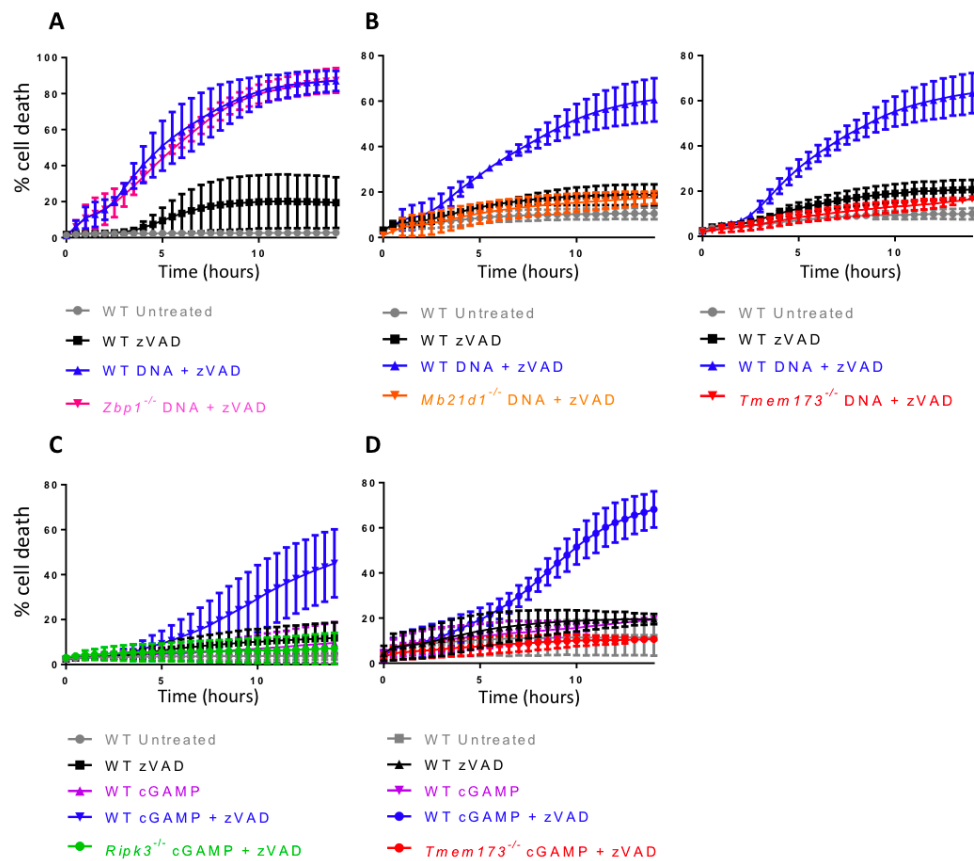 A
B
% cell death
100
80
60
40
20
0
0
5
10
Time (hours)
80
60
40
20
0
0
5
10
Time (hours)
80
60
40
20
0
0
5
10
Time (hours)
WT Untreated
WT zVAD
WT DNA + zVAD
Zbp1-/- DNA + zVAD
WT Untreated
WT zVAD
WT DNA + zVAD
Mb21d1-/- DNA + zVAD
WT Untreated
WT zVAD
WT DNA + zVAD
Tmem173-/- DNA + zVAD
C
D
% cell death
80
60
40
20
0
0
5
10
Time (hours)
80
60
40
20
0
0
5
10
Time (hours)
WT Untreated
WT zVAD
WT cGAMP
WT cGAMP + zVAD
Ripk3-/- cGAMP + zVAD
WT Untreated
WT zVAD
WT cGAMP
WT cGAMP + zVAD
Tmem173-/- cGAMP + zVAD